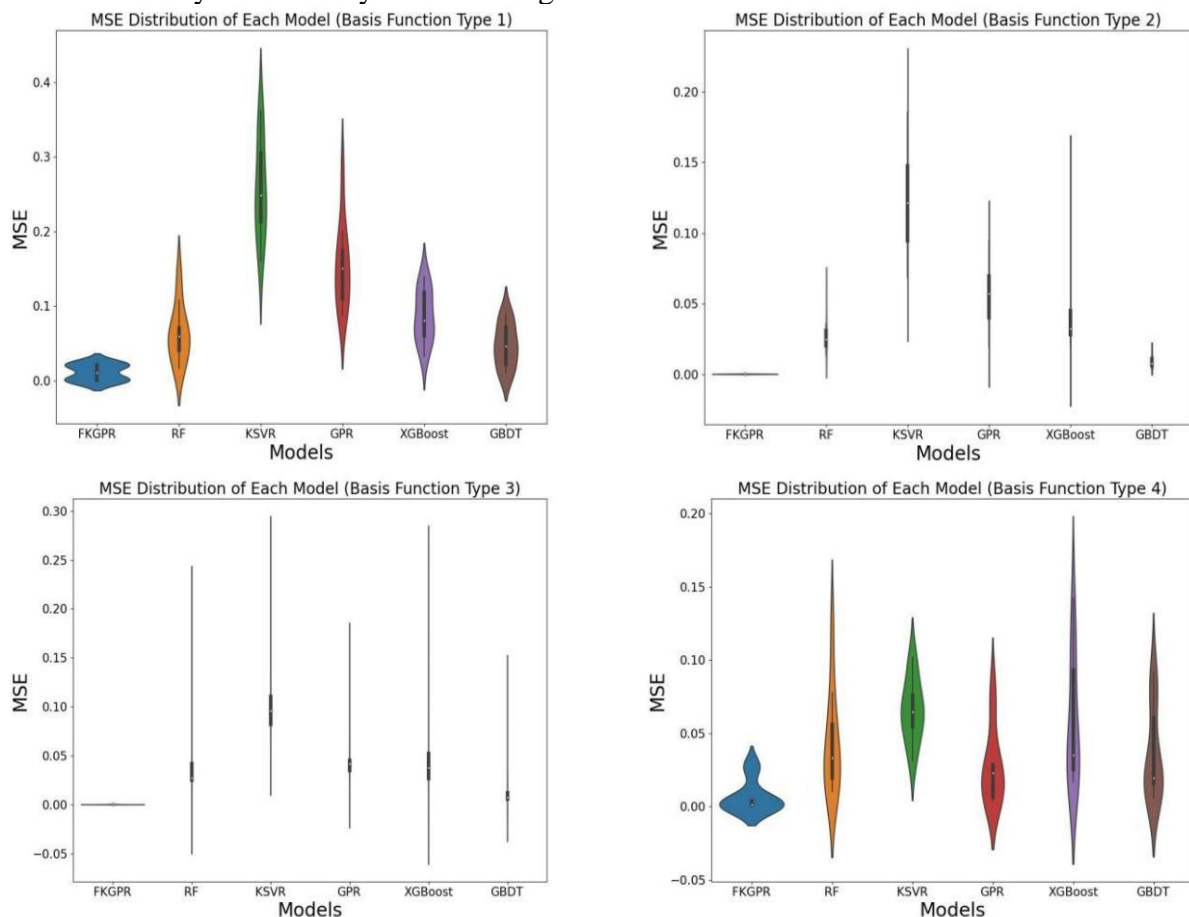 MSE Distribution of Each Model (Basis Function Type 1)
MSE
0.4
0.3
0.2
0.1
0.0
FKGPR RF KSVR GPR XGBoost GBDT
Models
MSE Distribution of Each Model (Basis Function Type 2)
MSE
0.20
0.15
0.10
0.05
0.00
FKGPR RF KSVR GPR XGBoost GBDT
Models
MSE Distribution of Each Model (Basis Function Type 3)
MSE
0.30
0.25
0.20
0.15
0.10
0.05
0.00
−0.05
FKGPR RF KSVR GPR XGBoost GBDT
Models
MSE Distribution of Each Model (Basis Function Type 4)
MSE
0.20
0.15
0.10
0.05
0.00
−0.05
FKGPR RF KSVR GPR XGBoost GBDT
Models